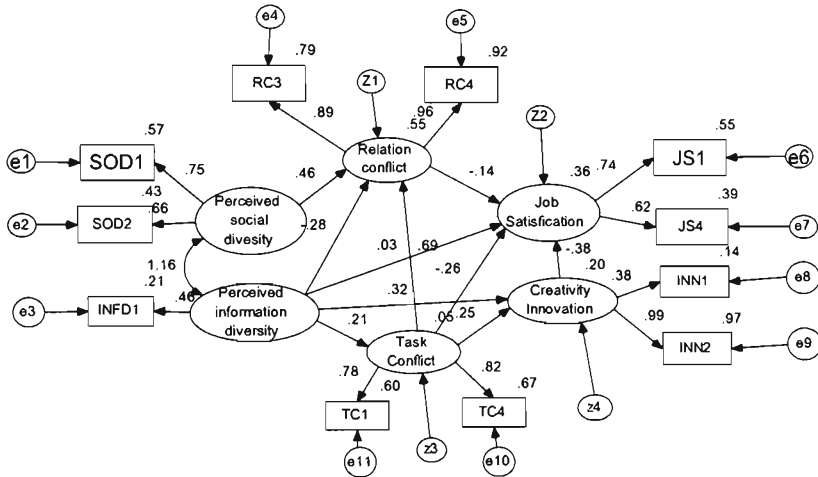 e4
e5
.79
.92
RC3
RC4
Z1
.89
.96
.55
Z2
.57
Relation
conflict
.55
e1
SOD1
.75
.46
-.14
.36
.74
JS1
e6
.43
Perceived
social
divesity
Job
Satisfication
.39
e2
SOD2
.66
-.28
.62
JS4
e7
.03
.69
-.38
.14
1.16
-.26
.20
.38
.21
Perceived
information
diversity
.32
Creativity
Innovation
INN1
e8
e3
INFD1
.46
.21
.05
.25
.99
.97
Task
Conflict
INN2
e9
.78
.60
.82
.67
z4
TC1
TC4
z3
e11
e10